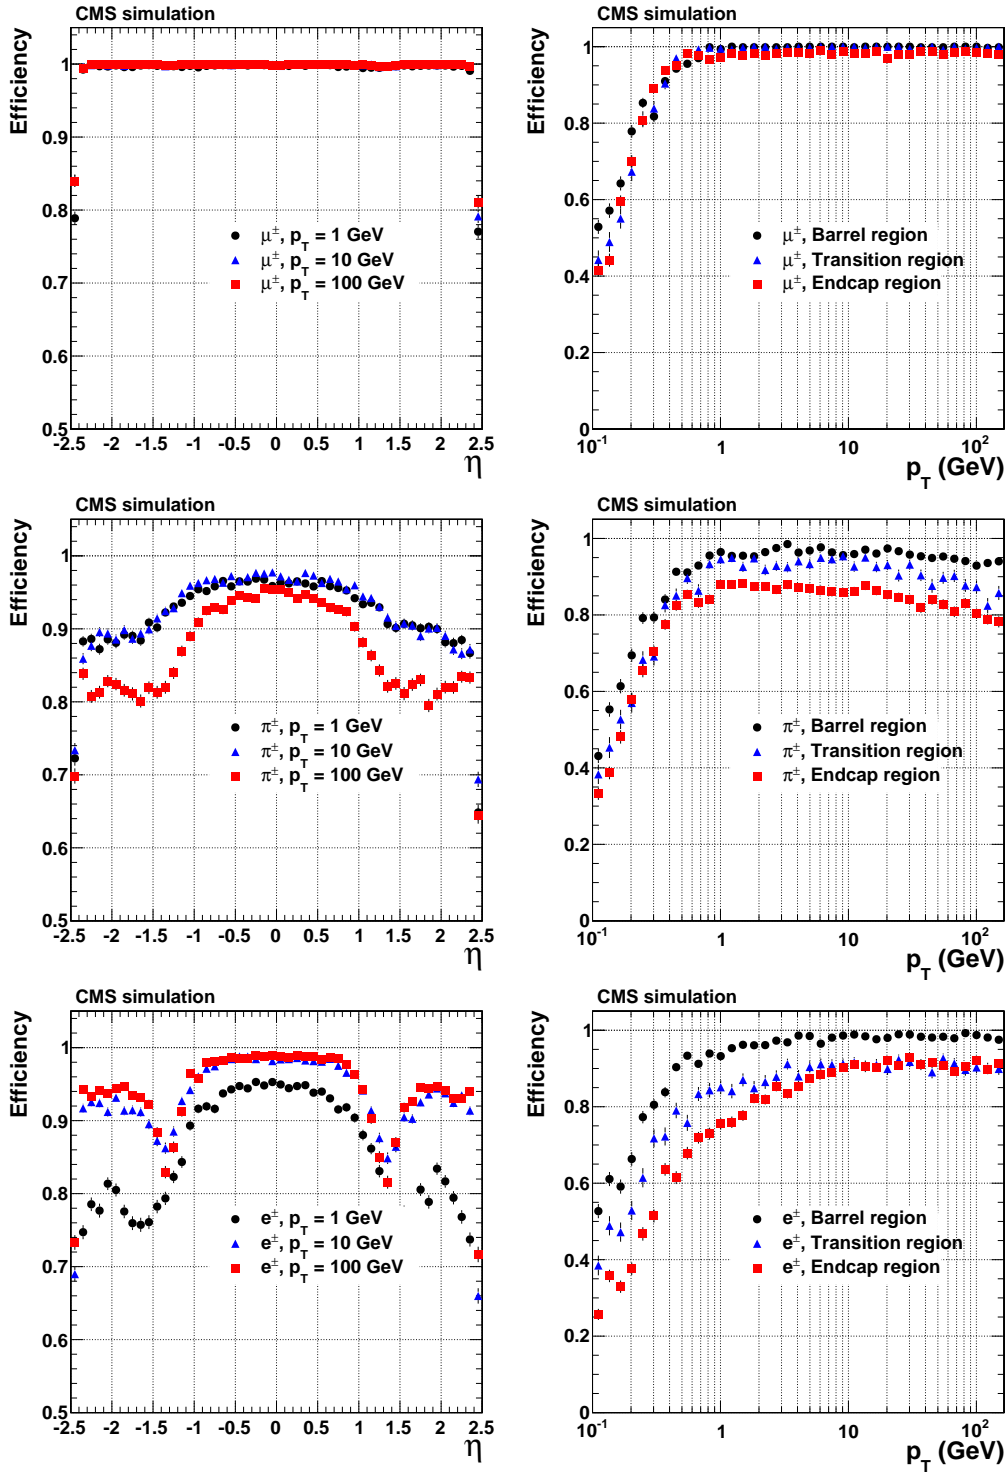 CMS simulation
Efficiency
1
0.9
0.8
0.7
0.6
0.5
μ±, pT = 1 GeV
μ±, pT = 10 GeV
μ±, pT = 100 GeV
-2.5 -2 -1.5 -1 -0.5 0 0.5 1 1.5 2 2.5
η
CMS simulation
Efficiency
1
0.8
0.6
0.4
0.2
0
μ±, Barrel region
μ±, Transition region
μ±, Endcap region
10-1 1 10 102
pT (GeV)
CMS simulation
Efficiency
1
0.9
0.8
0.7
0.6
0.5
π±, pT = 1 GeV
π±, pT = 10 GeV
π±, pT = 100 GeV
-2.5 -2 -1.5 -1 -0.5 0 0.5 1 1.5 2 2.5
η
CMS simulation
Efficiency
1
0.8
0.6
0.4
0.2
0
π±, Barrel region
π±, Transition region
π±, Endcap region
10-1 1 10 102
pT (GeV)
CMS simulation
Efficiency
1
0.9
0.8
0.7
0.6
0.5
e±, pT = 1 GeV
e±, pT = 10 GeV
e±, pT = 100 GeV
-2.5 -2 -1.5 -1 -0.5 0 0.5 1 1.5 2 2.5
η
CMS simulation
Efficiency
1
0.8
0.6
0.4
0.2
0
e±, Barrel region
e±, Transition region
e±, Endcap region
10-1 1 10 102
pT (GeV)